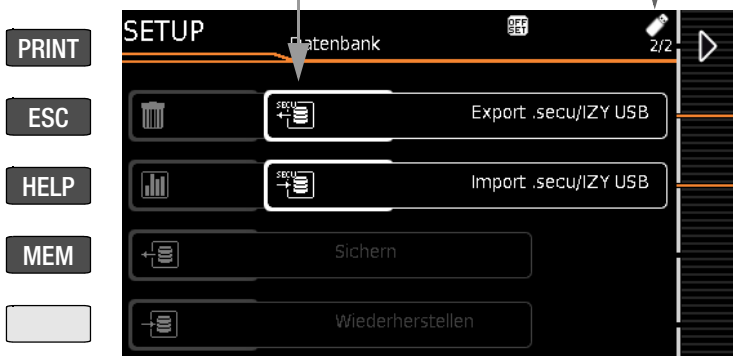 SETUP
Datenbank
OFF
SET
2/2
PRINT
ESC
HELP
MEM
SECU
Export .secu/IZY USB
SECU
Import .secu/IZY USB
Sichern
Wiederherstellen